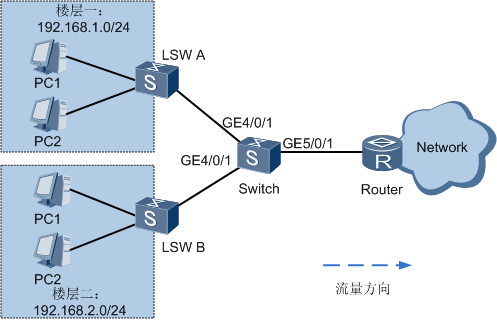 楼层一:
192.168.1.0/24
PC1
PC2
LSW A
S
GE4/0/1
GE4/0/1
GE5/0/1
S
Switch
R
Router
Network
PC1
PC2
S
LSW B
楼层二:
192.168.2.0/24
流量方向